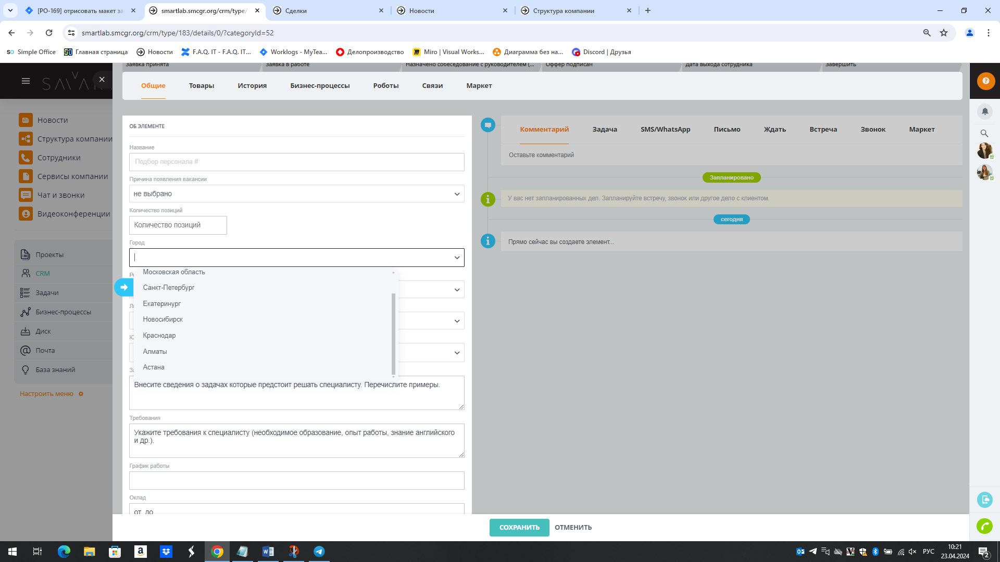 [PO-169] отрисовать макет за
smartlab.smcgr.org/crm/type/
Сделки
Новости
Структура компании
smartlab.smcgr.org/crm/type/183/details/0/?categoryId=52
Simple Office
Главная страница
Новости
F.A.Q. IT - F.A.Q. IT...
Worklogs - MyTea...
Делопроизводство
Miro | Visual Works...
Диаграмма без на...
Discord | Друзья
Заявка принята
Заявка в работе
Назначено собеседование с руководителем (...
Оффер подписан
Дата выхода сотрудника
Завершить
Общие
Товары
История
Бизнес-процессы
Роботы
Связи
Маркет
Новости
Структура компании
Сотрудники
Сервисы компании
Чат и звонки
Видеоконференции
Проекты
CRM
Задачи
Бизнес-процессы
Диск
Почта
База знаний
Настроить меню
ОБ ЭЛЕМЕНТЕ
Название
Подбор персонала #
Причина появления вакансии
не выбрано
Количество позиций
Количество позиций
Город
Московская область
Санкт-Петербург
Екатеринург
Новосибирск
Краснодар
Алматы
Астана
Внесите сведения о задачах которые предстоит решать специалисту. Перечислите примеры.
Требования
Укажите требования к специалисту (необходимое образование, опыт работы, знание английского
и др.).
График работы
Оклад
от до
Комментарий
Задача
SMS/WhatsApp
Письмо
Ждать
Встреча
Звонок
Маркет
Оставьте комментарий
Запланировано
У вас нет запланированных дел. Запланируйте встречу, звонок или другое дело с клиентом.
сегодня
Прямо сейчас вы создаете элемент...
СОХРАНИТЬ
ОТМЕНИТЬ
РУС
10:21
23.04.2024
2